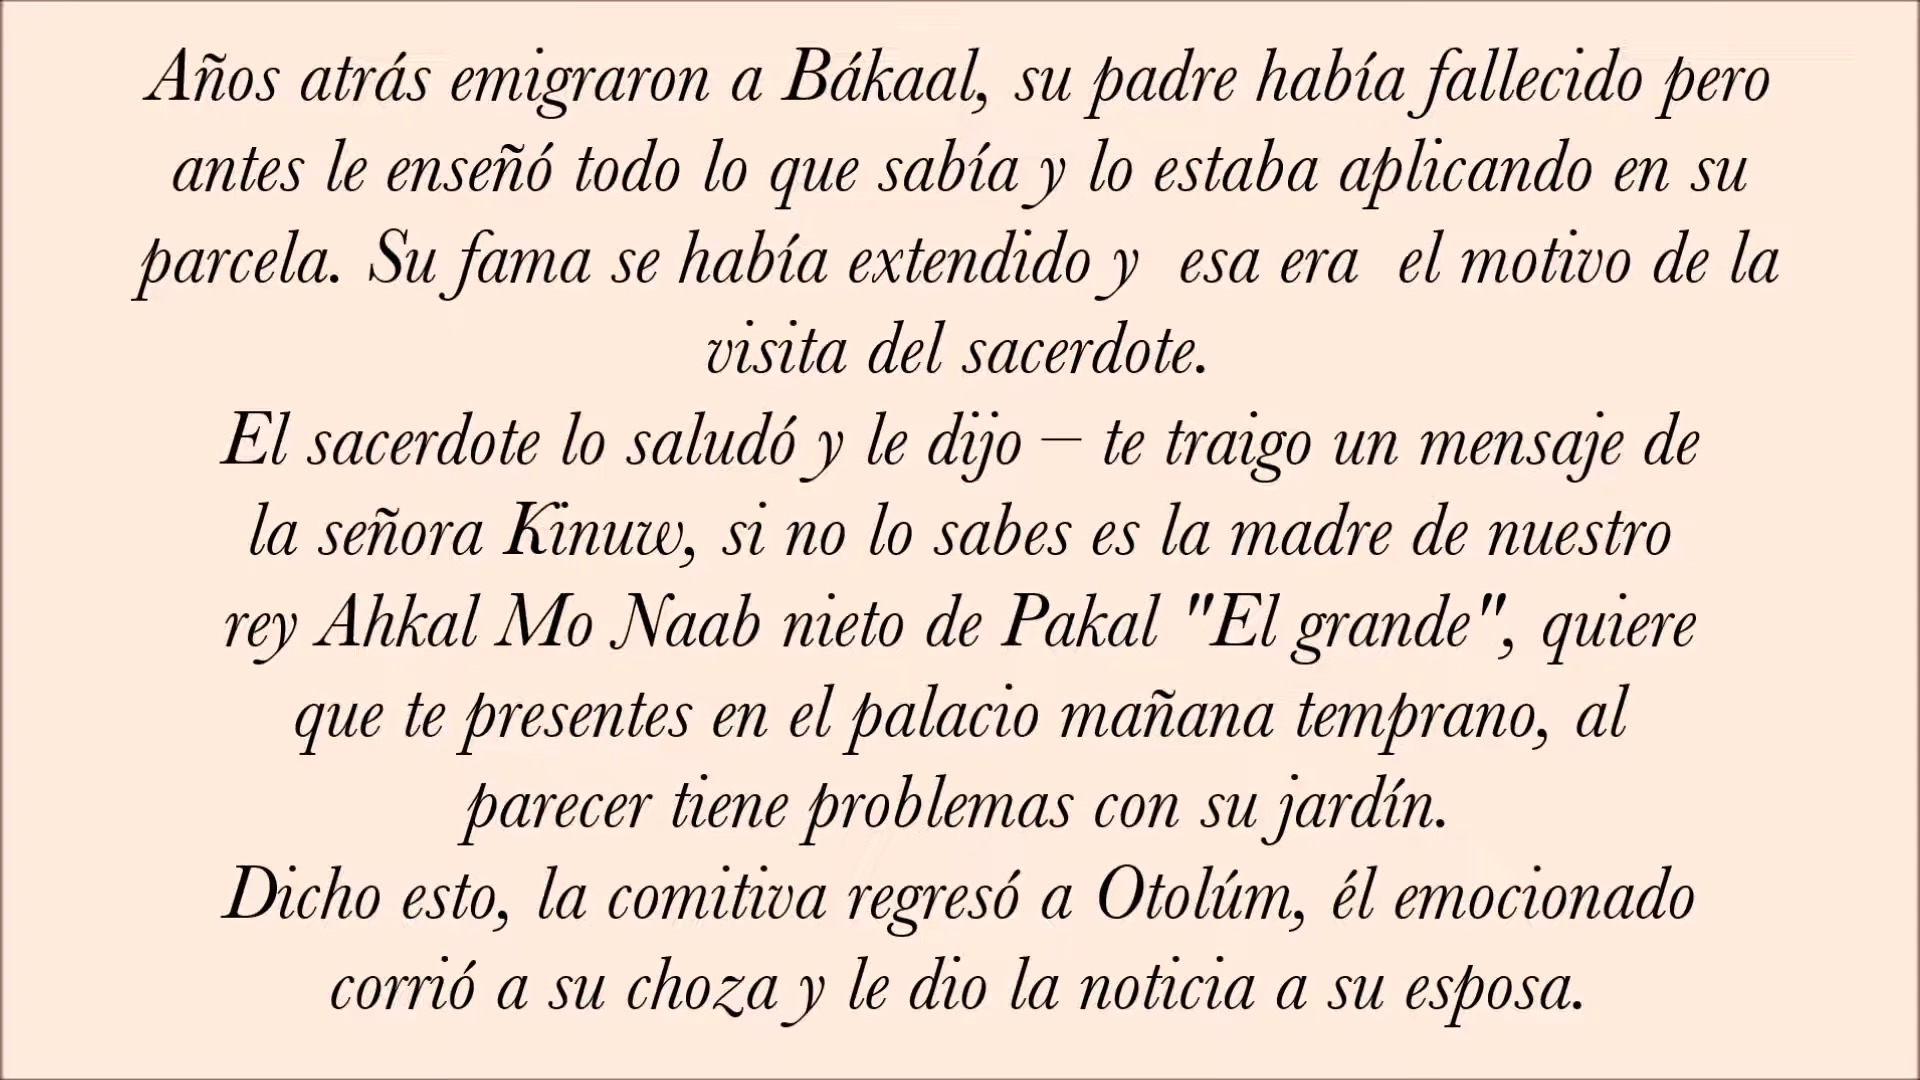 Años atrás emigraron a Bákaal, su padre había fallecido pero
antes le enseñó todo lo que sabía y lo estaba aplicando en su
parcela. Su fama se había extendido y  esa era  el motivo de la
visita del sacerdote.
El sacerdote lo saludó y le dijo – te traigo un mensaje de
la señora Kinuw, si no lo sabes es la madre de nuestro
rey Ahkal Mo Naab nieto de Pakal "El grande", quiere
que te presentes en el palacio mañana temprano, al
parecer tiene problemas con su jardín.
Dicho esto, la comitiva regresó a Otolúm, él emocionado
corrió a su choza y le dio la noticia a su esposa.